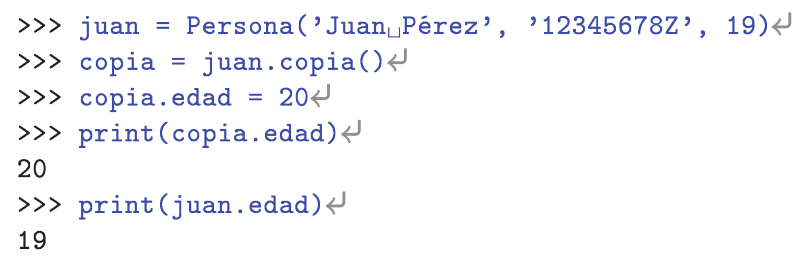 >>> juan = Persona('Juan␣Pérez', '12345678Z', 19)↵
>>> copia = juan.copia()↵
>>> copia.edad = 20↵
>>> print(copia.edad)↵
20
>>> print(juan.edad)↵
19